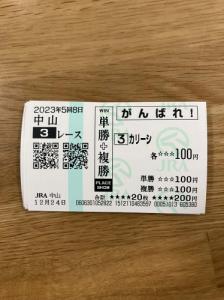 2023年5回8日
中山
3レース
JRA 中山
12月24日
WIN
単勝+複勝
PLACE SHOW
がんばれ!
3 カリーシ
各☆☆☆100円
単勝 ☆☆☆100円
複勝 ☆☆☆100円
合計 ★★★★20枚 ★★★★200円